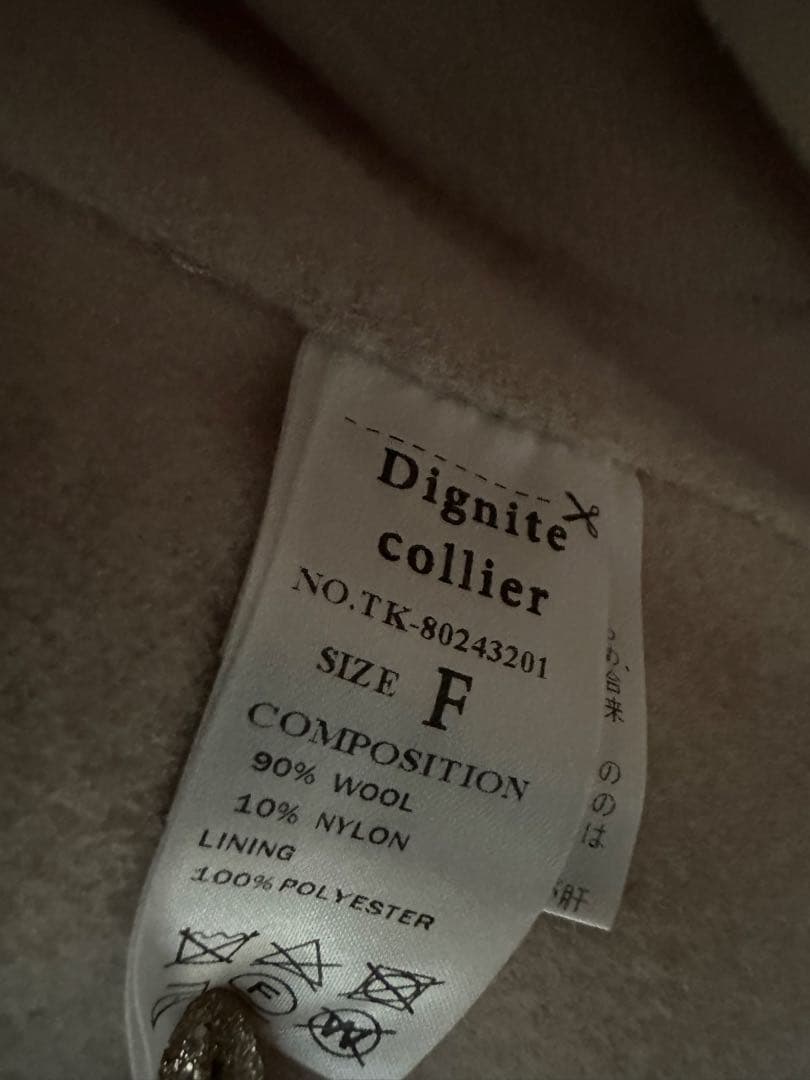 Dignite
collier
NO.TK-80243201
SIZE F
COMPOSITION
90% WOOL
10% NYLON
LINING
100% POLYESTER
F